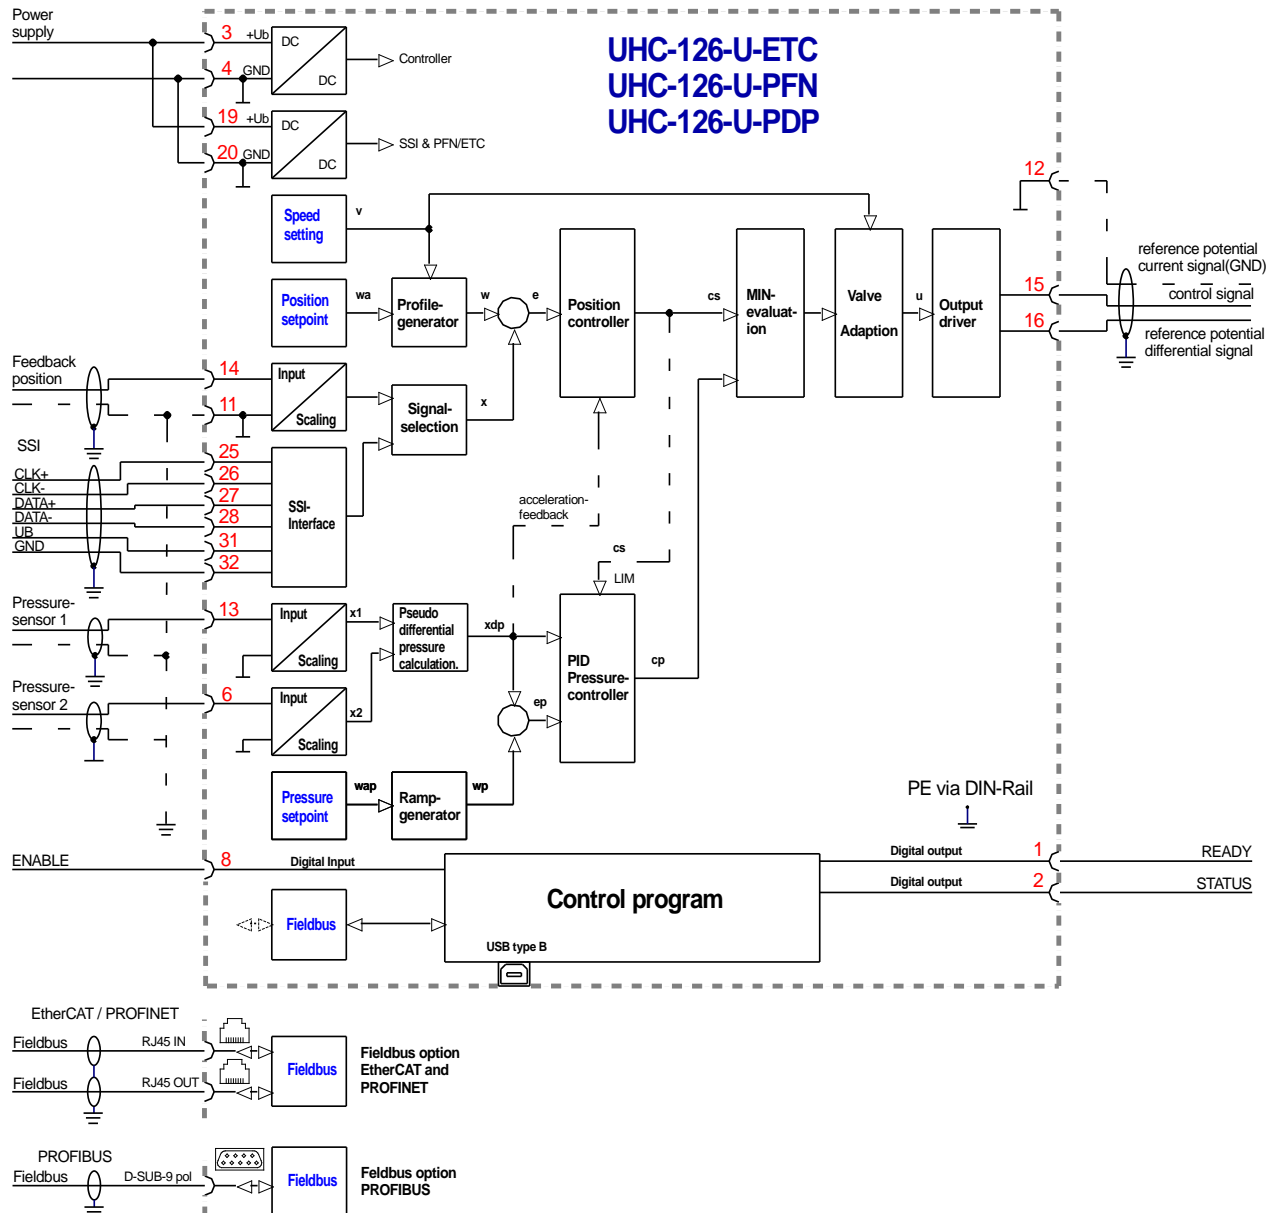 Power
supply
3
+Ub
DC
DC
Controller
4
GND
19
+Ub
DC
DC
SSI & PFN/ETC
20
GND
UHC-126-U-ETC
UHC-126-U-PFN
UHC-126-U-PDP
12
reference potential
current signal(GND)
15
control signal
16
reference potential
differential signal
Speed
setting
v
Position
setpoint
wa
Profile-
generator
w
e
Position
controller
cs
MIN-
evaluat-
ion
Valve
Adaption
u
Output
driver
Feedback
position
14
11
Input
Scaling
Signal-
selection
x
SSI
CLK+
CLK-
DATA+
DATA-
UB
GND
25
26
27
28
31
32
SSI-
Interface
acceleration-
feedback
cs
LIM
Pressure-
sensor 1
13
Input
Scaling
x1
Pseudo
differential
pressure
calculation.
xdp
PID
Pressure-
controller
cp
Pressure-
sensor 2
6
Input
Scaling
x2
ep
Pressure
setpoint
wap
Ramp-
generator
wp
PE via DIN-Rail
ENABLE
8
Digital Input
Control program
Digital output
1
READY
Digital output
2
STATUS
Fieldbus
USB type B
EtherCAT / PROFINET
Fieldbus
RJ45 IN
Fieldbus
RJ45 OUT
Fieldbus
Fieldbus option
EtherCAT and
PROFINET
PROFIBUS
Fieldbus
D-SUB-9 pol
Fieldbus
Feldbus option
PROFIBUS